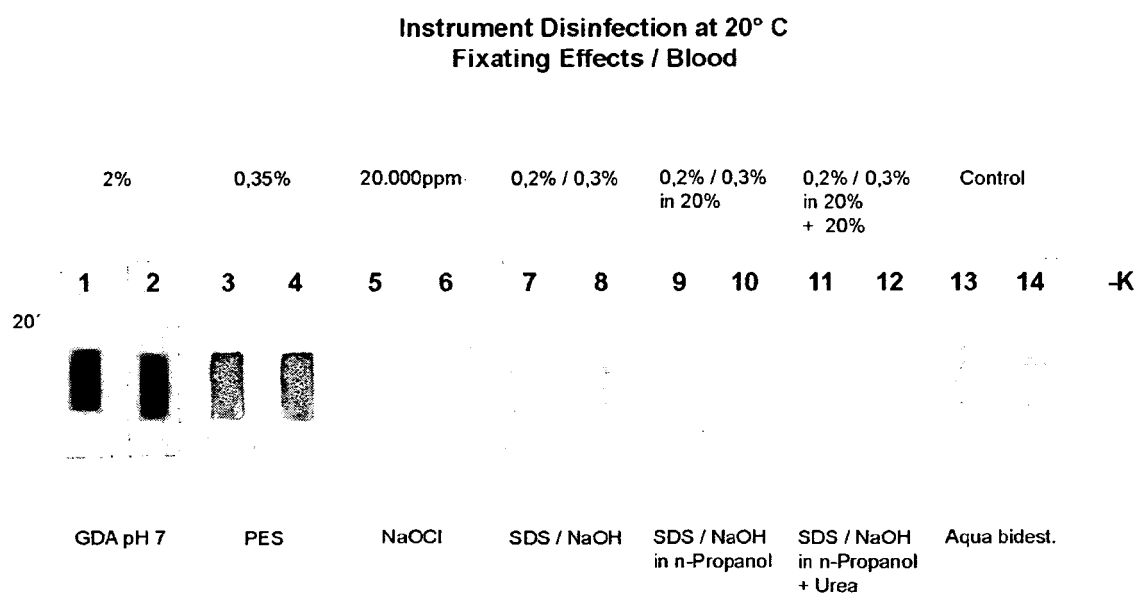 Instrument Disinfection at 20° C
Fixating Effects / Blood
2% 0,35% 20.000ppm 0,2% / 0,3% 0,2% / 0,3% 0,2% / 0,3% Control
in 20% in 20%
+ 20%
1 2 3 4 5 6 7 8 9 10 11 12 13 14 -K
20´
GDA pH 7 PES NaOCl SDS / NaOH SDS / NaOH SDS / NaOH Aqua bidest.
in n-Propanol in n-Propanol
+ Urea